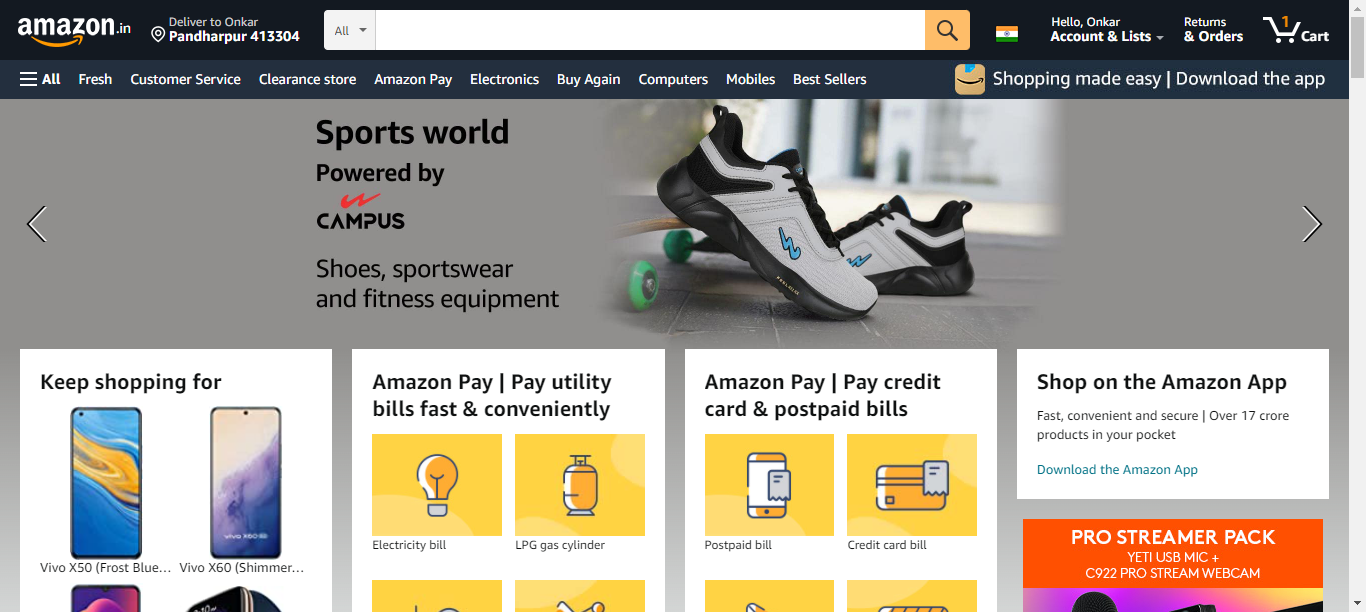 amazon.in
Deliver to Onkar
Pandharpur 413304
All
Hello, Onkar
Account & Lists
Returns
& Orders
1
Cart
All
Fresh
Customer Service
Clearance store
Amazon Pay
Electronics
Buy Again
Computers
Mobiles
Best Sellers
Shopping made easy | Download the app
Sports world
Powered by
CAMPUS
Shoes, sportswear
and fitness equipment
Keep shopping for
vivo X60
Vivo X50 (Frost Blue...
Vivo X60 (Shimmer...
Amazon Pay | Pay utility
bills fast & conveniently
Electricity bill
LPG gas cylinder
Amazon Pay | Pay credit
card & postpaid bills
Postpaid bill
Credit card bill
Shop on the Amazon App
Fast, convenient and secure | Over 17 crore
products in your pocket
Download the Amazon App
PRO STREAMER PACK
YETI USB MIC +
C922 PRO STREAM WEBCAM